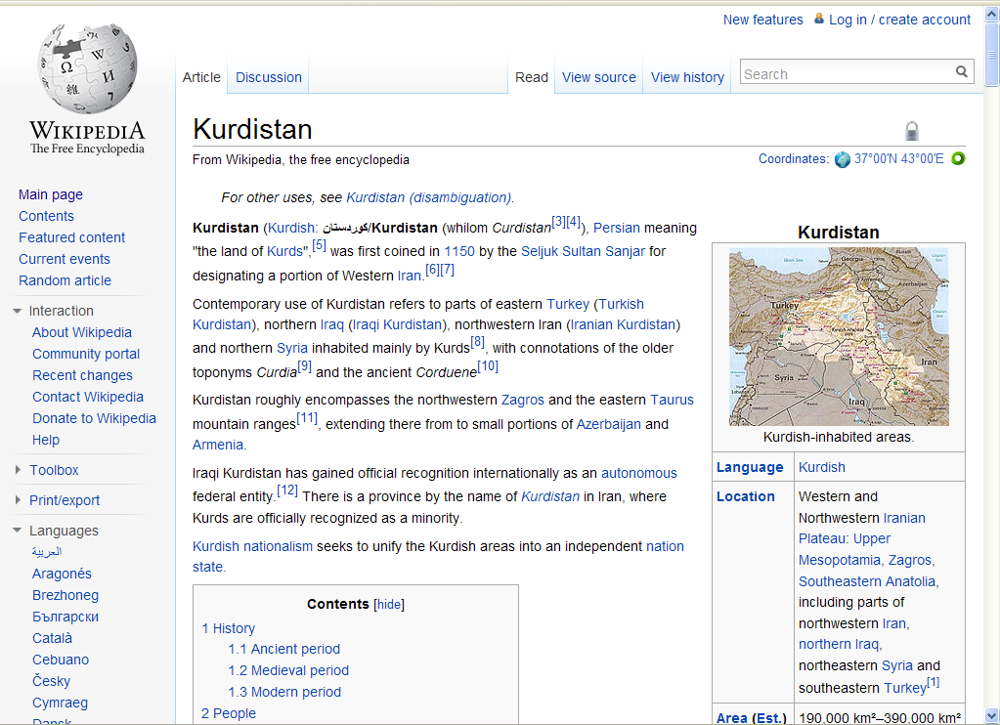 New features Log in / create account
WIKIPEDIA
The Free Encyclopedia
Article Discussion Read View source View history Search
Main page
Contents
Featured content
Current events
Random article
Interaction
About Wikipedia
Community portal
Recent changes
Contact Wikipedia
Donate to Wikipedia
Help
Toolbox
Print/export
Languages
العربية
Aragonés
Brezhoneg
Български
Català
Cebuano
Česky
Cymraeg
Dansk
Kurdistan
From Wikipedia, the free encyclopedia
Coordinates: 37°00′N 43°00′E
For other uses, see Kurdistan (disambiguation).
Kurdistan (Kurdish: كوردستان/Kurdistan (whilom Curdistan[3][4]), Persian meaning
"the land of Kurds",[5] was first coined in 1150 by the Seljuk Sultan Sanjar for
designating a portion of Western Iran.[6][7]
Contemporary use of Kurdistan refers to parts of eastern Turkey (Turkish
Kurdistan), northern Iraq (Iraqi Kurdistan), northwestern Iran (Iranian Kurdistan)
and northern Syria inhabited mainly by Kurds[8], with connotations of the older
toponyms Curdia[9] and the ancient Corduene[10]
Kurdistan roughly encompasses the northwestern Zagros and the eastern Taurus
mountain ranges[11], extending there from to small portions of Azerbaijan and
Armenia.
Iraqi Kurdistan has gained official recognition internationally as an autonomous
federal entity.[12] There is a province by the name of Kurdistan in Iran, where
Kurds are officially recognized as a minority.
Kurdish nationalism seeks to unify the Kurdish areas into an independent nation
state.
Contents [hide]
1 History
1.1 Ancient period
1.2 Medieval period
1.3 Modern period
2 People
Kurdistan
Black Sea
Georgia
Azerbaijan
Turkey
Iran
Syria
Iraq
Kurdish-inhabited areas.
Language Kurdish
Location Western and
Northwestern Iranian
Plateau: Upper
Mesopotamia, Zagros,
Southeastern Anatolia,
including parts of
northwestern Iran,
northern Iraq,
northeastern Syria and
southeastern Turkey[1]
Area (Est.) 190,000 km²–390,000 km²